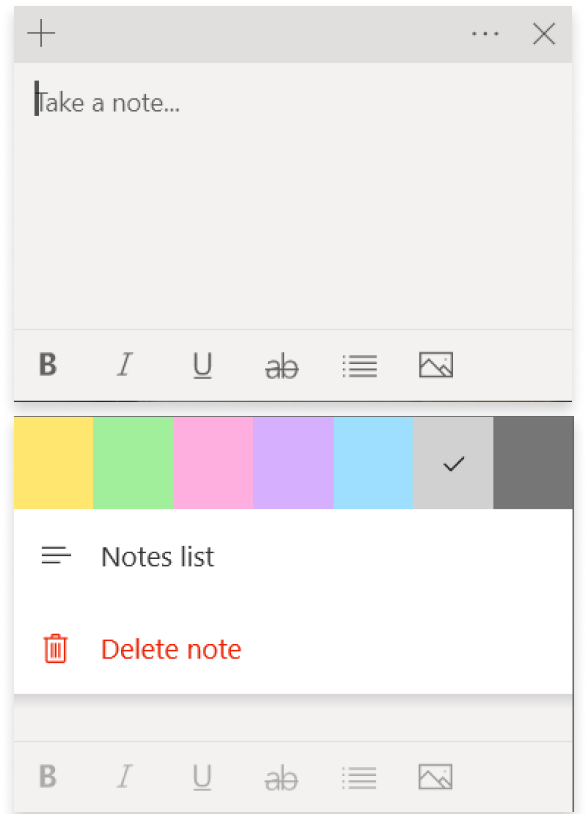 Take a note...
B I U ab
Notes list
Delete note
B I U ab